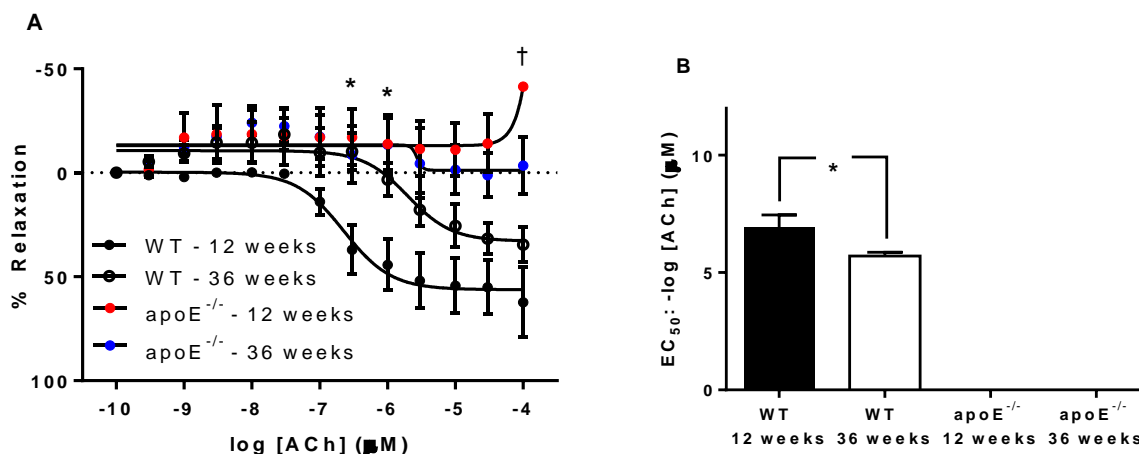 A
-50
0
50
100
% Relaxation
* * †
WT - 12 weeks
WT - 36 weeks
apoE-/- - 12 weeks
apoE-/- - 36 weeks
-10 -9 -8 -7 -6 -5 -4
log [ACh] (µM)
B
10
5
0
EC50: -log [ACh] (µM)
*
WT WT apoE-/- apoE-/-
12 weeks 36 weeks 12 weeks 36 weeks